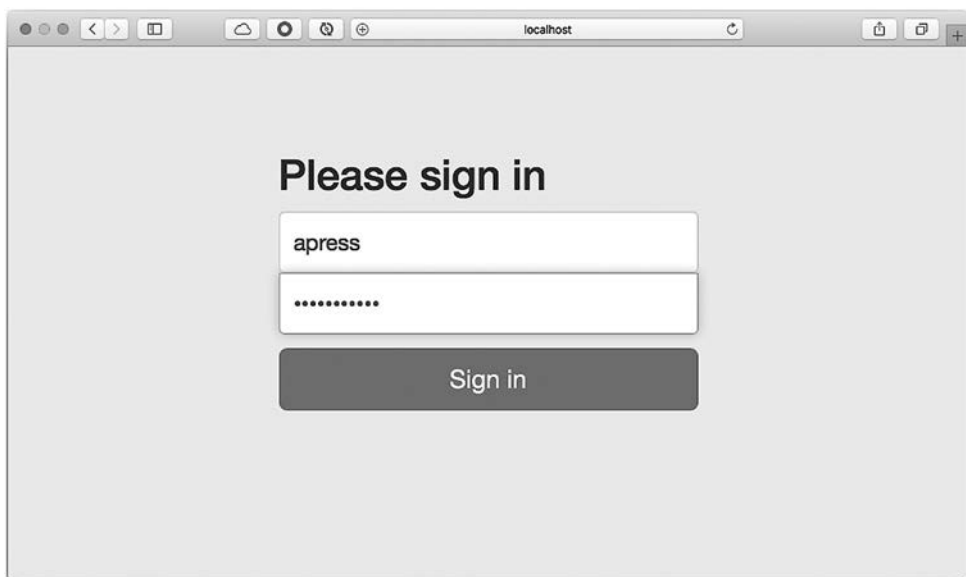 localhost
Please sign in
apress
•••••••••••
Sign in